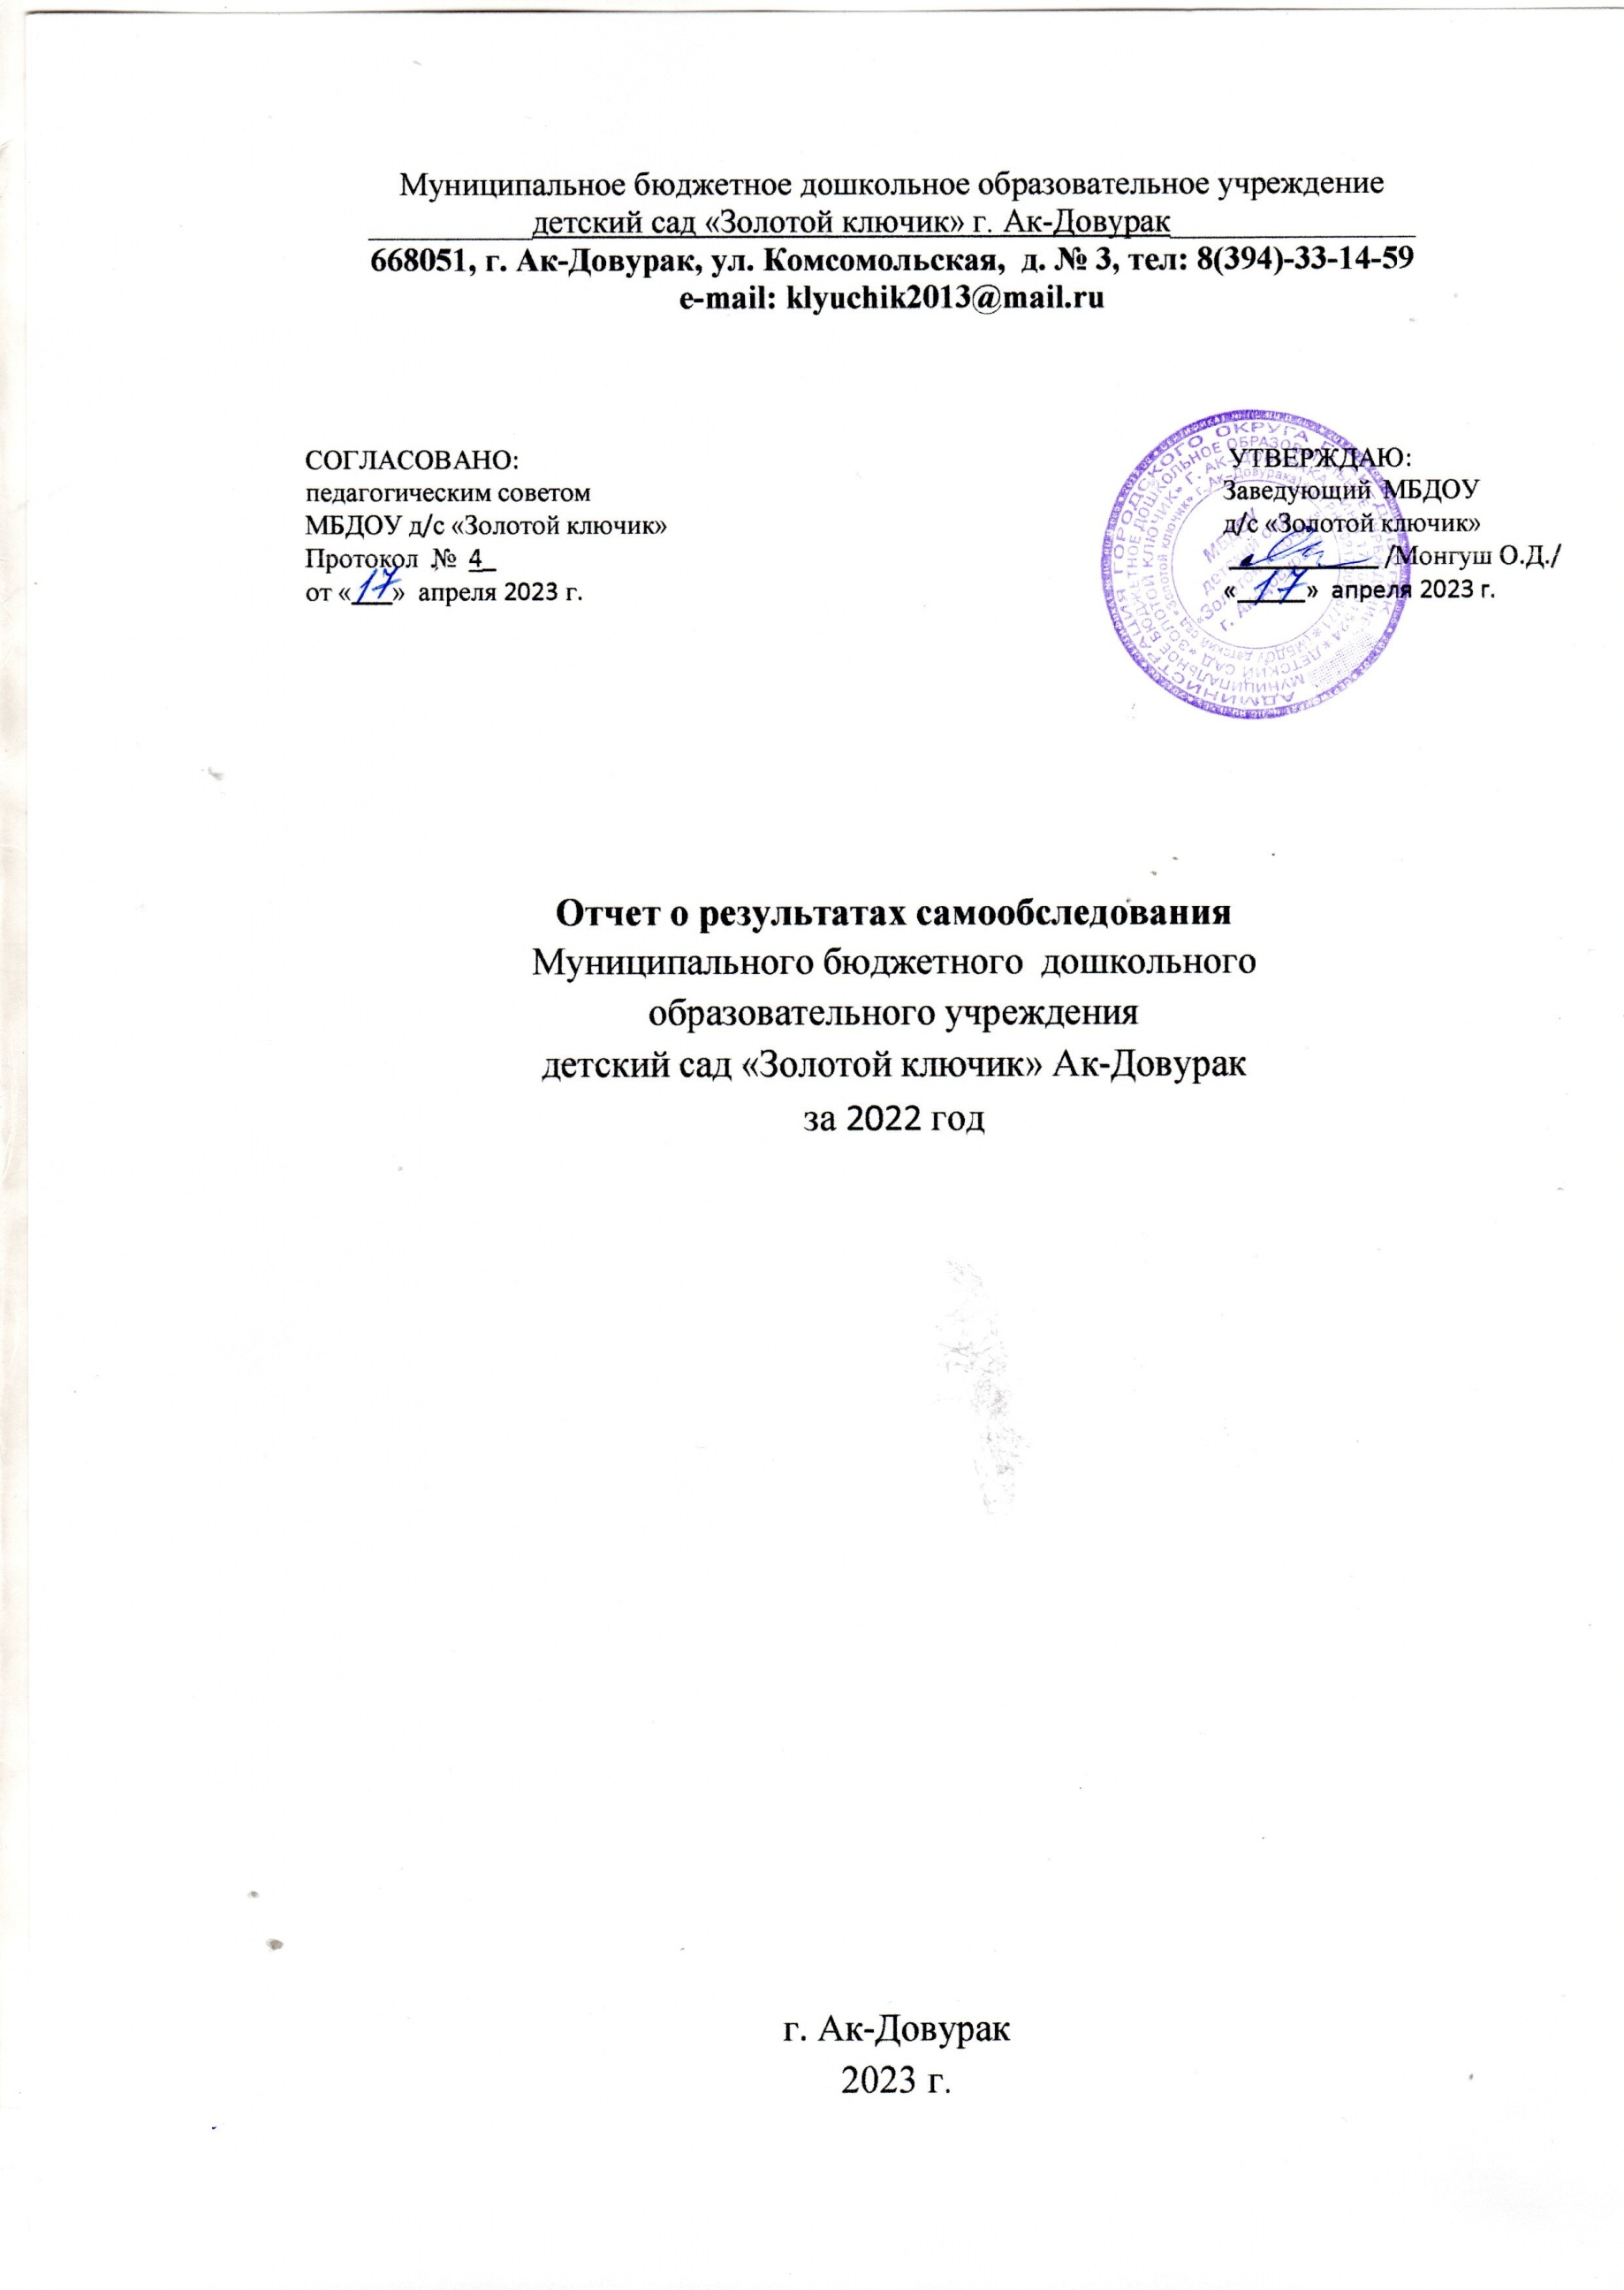 Муниципальное бюджетное дошкольное образовательное учреждение
детский сад «Золотой ключик» г. Ак-Довурак
668051, г. Ак-Довурак, ул. Комсомольская, д. № 3, тел: 8(394)-33-14-59
e-mail: klyuchik2013@mail.ru
СОГЛАСОВАНО:
педагогическим советом
МБДОУ д/с «Золотой ключик»
Протокол № 4
от «17» апреля 2023 г.
УТВЕРЖДАЮ:
Заведующий МБДОУ
д/с «Золотой ключик»
/Монгуш О.Д./
«17» апреля 2023 г.
Отчет о результатах самообследования
Муниципального бюджетного дошкольного
образовательного учреждения
детский сад «Золотой ключик» Ак-Довурак
за 2022 год
г. Ак-Довурак
2023 г.